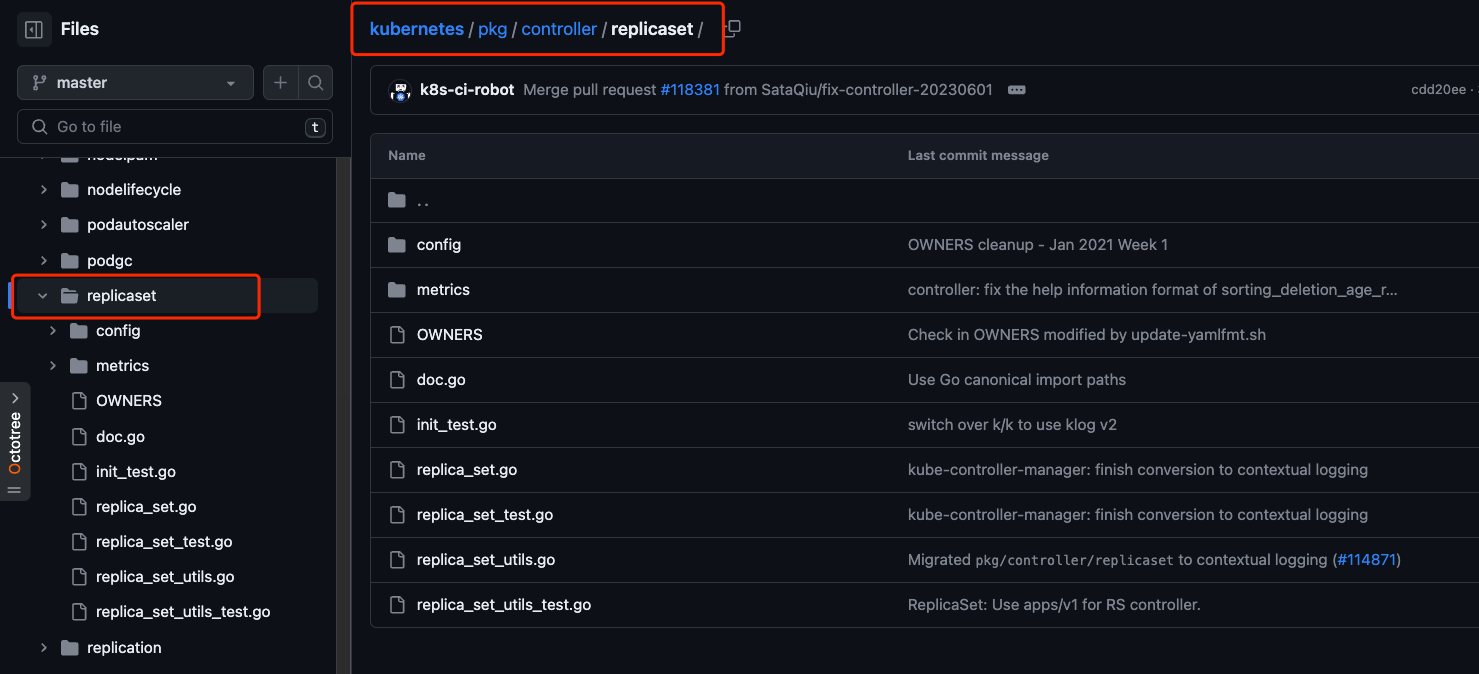 Files
master
Go to file
t
nodeipam
nodelifecycle
podautoscaler
podgc
replicaset
config
metrics
OWNERS
doc.go
init_test.go
replica_set.go
replica_set_test.go
replica_set_utils.go
replica_set_utils_test.go
replication
Octotree
kubernetes / pkg / controller / replicaset /
k8s-ci-robot Merge pull request #118381 from SataQiu/fix-controller-20230601
cdd20ee ·
Name Last commit message
..
config OWNERS cleanup - Jan 2021 Week 1
metrics controller: fix the help information format of sorting_deletion_age_r...
OWNERS Check in OWNERS modified by update-yamlfmt.sh
doc.go Use Go canonical import paths
init_test.go switch over k/k to use klog v2
replica_set.go kube-controller-manager: finish conversion to contextual logging
replica_set_test.go kube-controller-manager: finish conversion to contextual logging
replica_set_utils.go Migrated pkg/controller/replicaset to contextual logging (#114871)
replica_set_utils_test.go ReplicaSet: Use apps/v1 for RS controller.